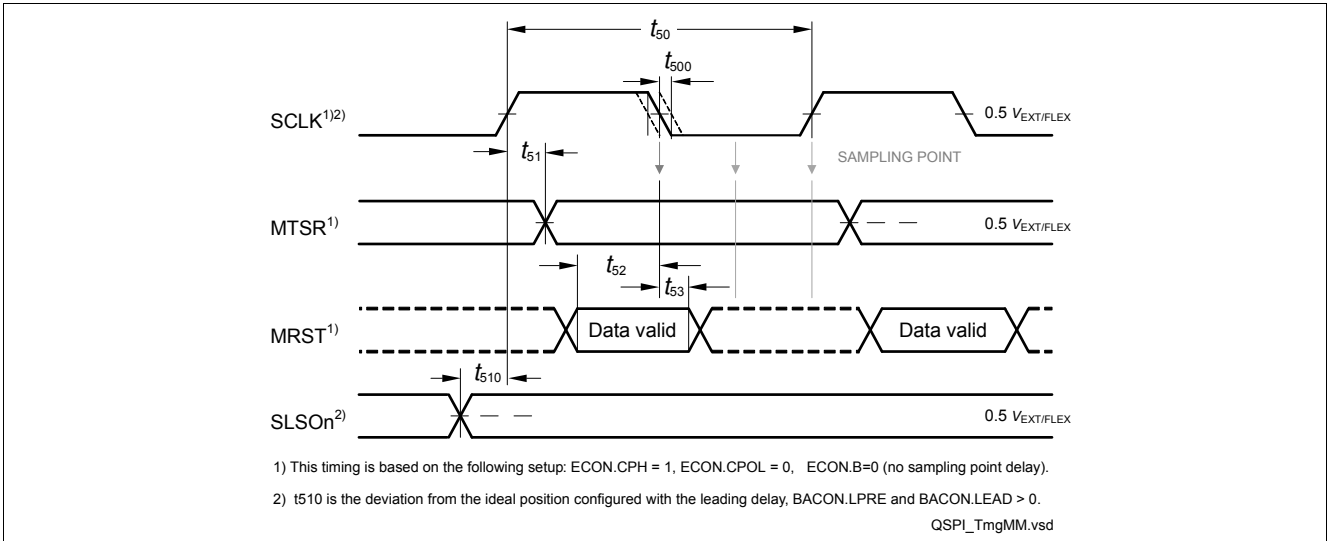 t50
t500
SCLK1)2)
0.5 VEXT/FLEX
t51
SAMPLING POINT
MTSR1)
0.5 VEXT/FLEX
t52
t53
MRST1)
Data valid
Data valid
t510
SLSOn2)
0.5 VEXT/FLEX
1) This timing is based on the following setup: ECON.CPH = 1, ECON.CPOL = 0, ECON.B=0 (no sampling point delay).
2) t510 is the deviation from the ideal position configured with the leading delay, BACON.LPRE and BACON.LEAD > 0.
QSPI_TmgMM.vsd